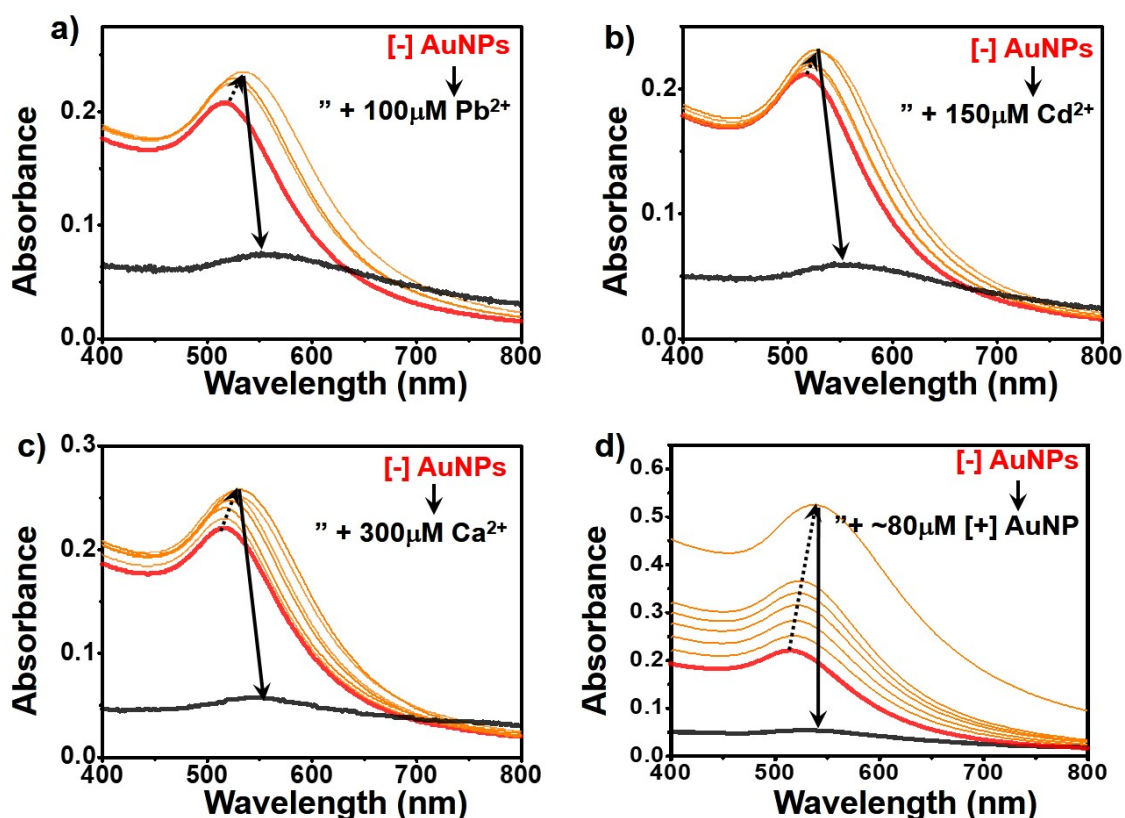 a)
[-] AuNPs
” + 100μM Pb²⁺
0.2
0.1
0.0
Absorbance
400 500 600 700 800
Wavelength (nm)
b)
[-] AuNPs
” + 150μM Cd²⁺
0.2
0.1
0.0
Absorbance
400 500 600 700 800
Wavelength (nm)
c)
[-] AuNPs
” + 300μM Ca²⁺
0.3
0.2
0.1
0.0
Absorbance
400 500 600 700 800
Wavelength (nm)
d)
[-] AuNPs
”+ ~80μM [+] AuNP
0.6
0.5
0.4
0.3
0.2
0.1
0.0
Absorbance
400 500 600 700 800
Wavelength (nm)